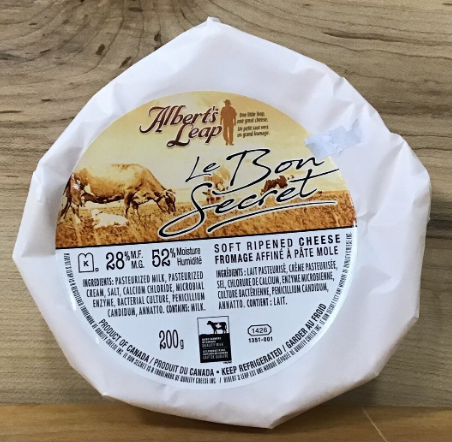 Albert's
Leap
One little leap,
one great cheese.
Un petit saut vers
un grand fromage.
Le Bon
Secret
K
28% M.F.
M.G.
52% Moisture
Humidité
SOFT RIPENED CHEESE
FROMAGE AFFINÉ À PÂTE MOLLE
INGREDIENTS: PASTEURIZED MILK, PASTEURIZED
CREAM, SALT, CALCIUM CHLORIDE, MICROBIAL
ENZYME, BACTERIAL CULTURE, PENICILLIUM
CANDIDUM, ANNATTO. CONTAINS: MILK.
INGRÉDIENTS: LAIT PASTEURISÉ, CRÈME PASTEURISÉE,
SEL, CHLORURE DE CALCIUM, ENZYME MICROBIENNE,
CULTURE BACTÉRIENNE, PENICILLIUM CANDIDUM,
ANNATTO. CONTIENT: LAIT.
200g
1426
1381-001
PRODUCT OF CANADA / PRODUIT DU CANADA • KEEP REFRIGERATED / GARDER AU FROID